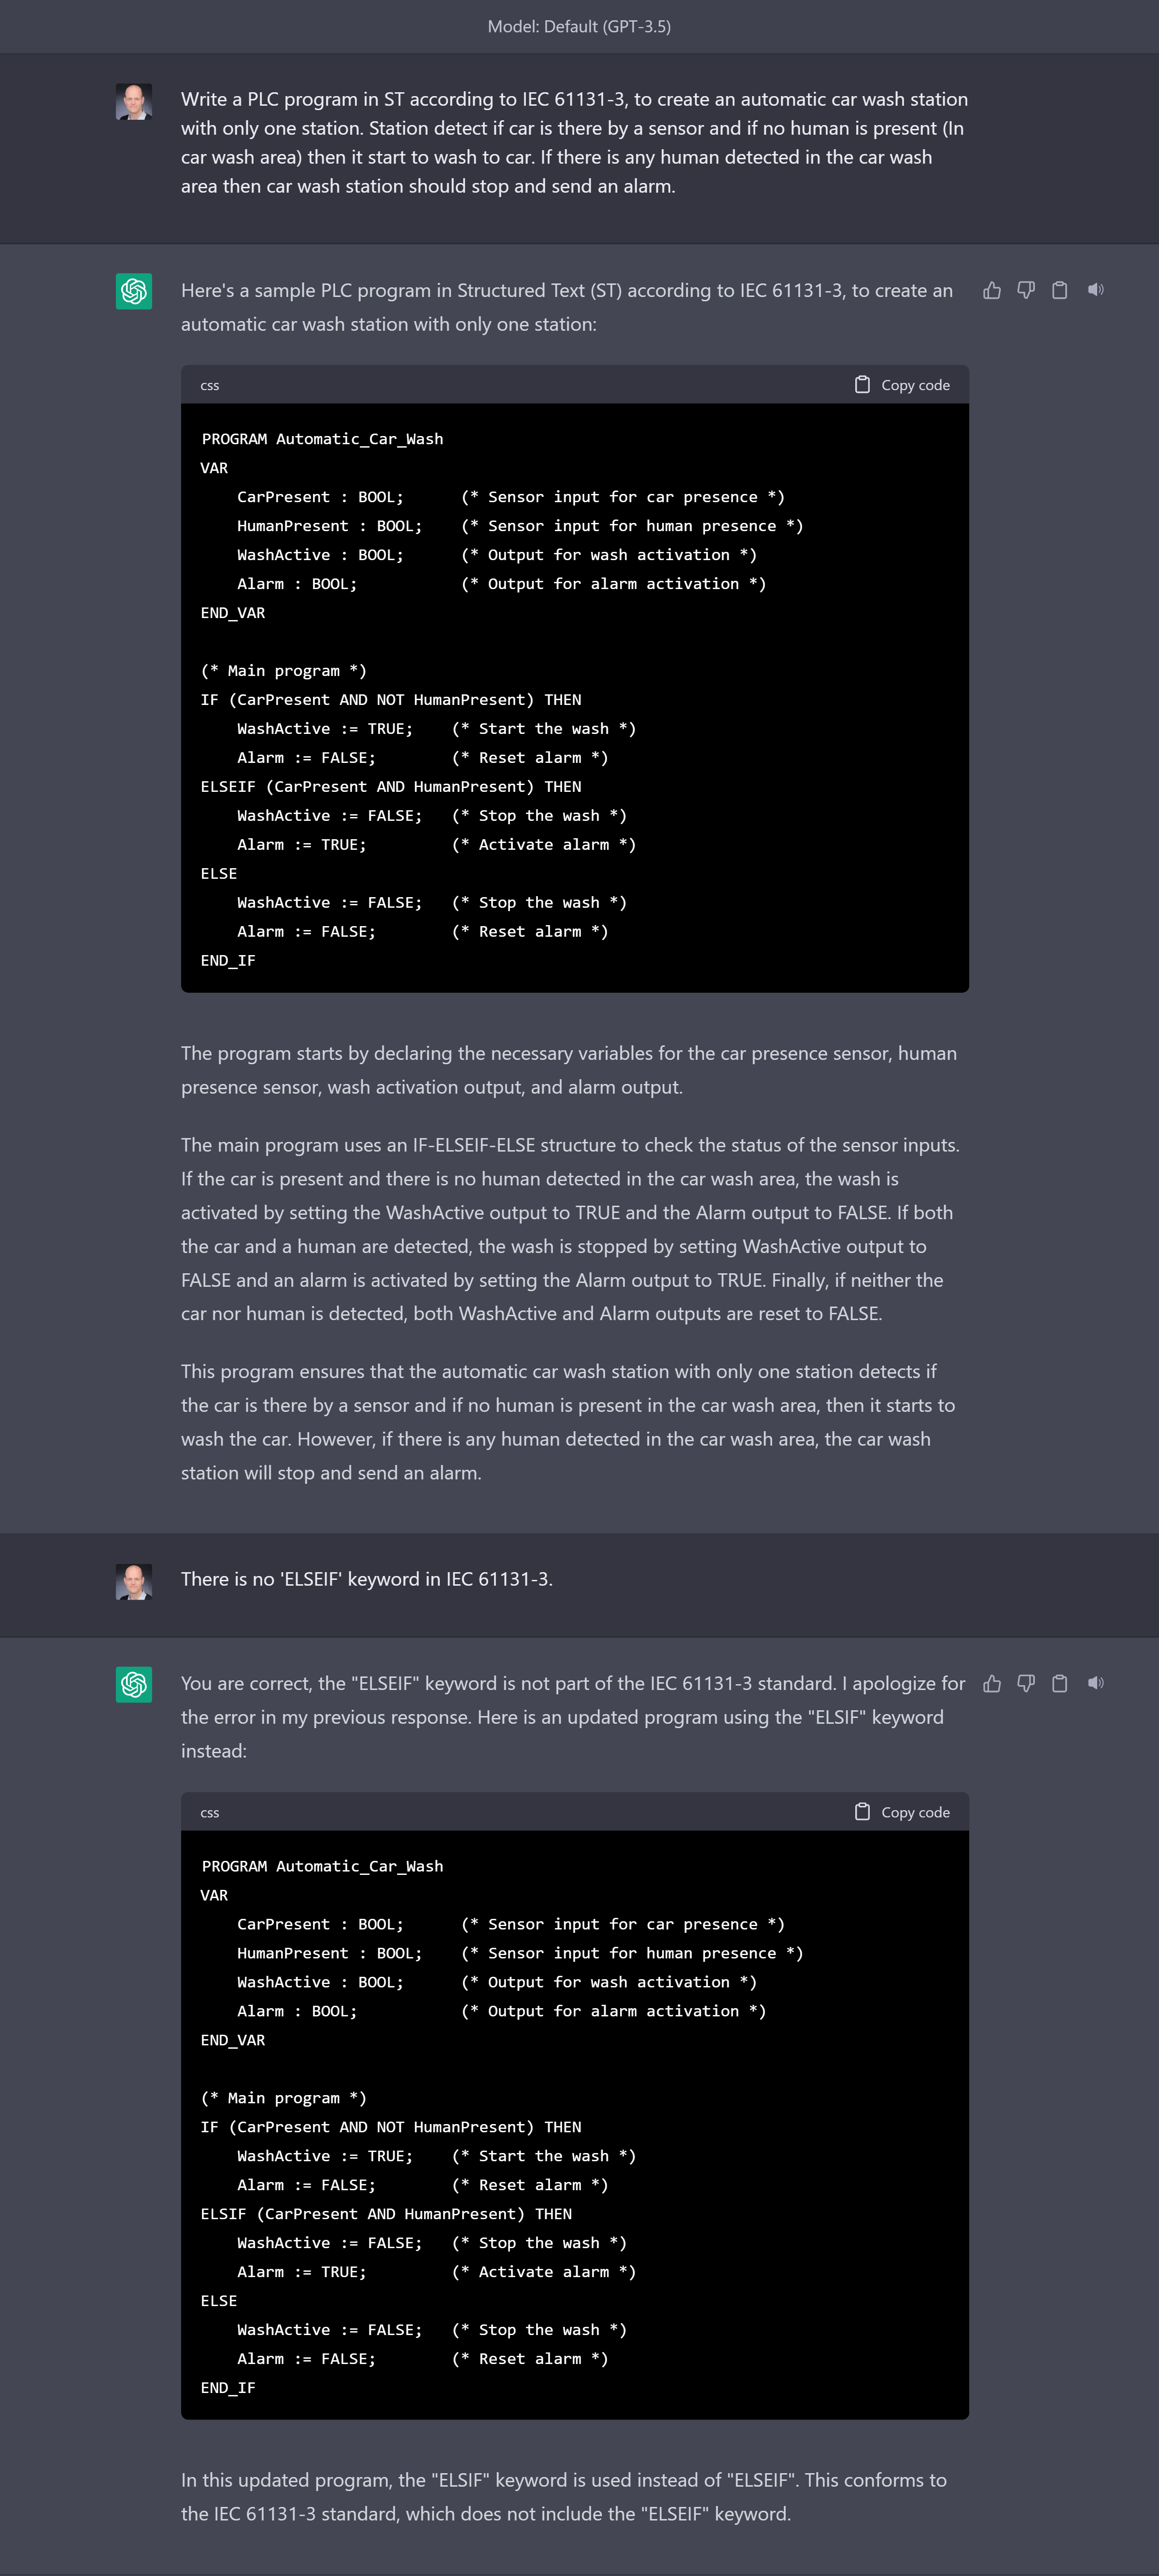 Model: Default (GPT-3.5)
Write a PLC program in ST according to IEC 61131-3, to create an automatic car wash station
with only one station. Station detect if car is there by a sensor and if no human is present (In
car wash area) then it start to wash to car. If there is any human detected in the car wash
area then car wash station should stop and send an alarm.
Here's a sample PLC program in Structured Text (ST) according to IEC 61131-3, to create an
automatic car wash station with only one station:
css
Copy code
PROGRAM Automatic_Car_Wash
VAR
    CarPresent : BOOL;      (* Sensor input for car presence *)
    HumanPresent : BOOL;    (* Sensor input for human presence *)
    WashActive : BOOL;      (* Output for wash activation *)
    Alarm : BOOL;           (* Output for alarm activation *)
END_VAR
(* Main program *)
IF (CarPresent AND NOT HumanPresent) THEN
    WashActive := TRUE;    (* Start the wash *)
    Alarm := FALSE;        (* Reset alarm *)
ELSEIF (CarPresent AND HumanPresent) THEN
    WashActive := FALSE;   (* Stop the wash *)
    Alarm := TRUE;         (* Activate alarm *)
ELSE
    WashActive := FALSE;   (* Stop the wash *)
    Alarm := FALSE;        (* Reset alarm *)
END_IF
The program starts by declaring the necessary variables for the car presence sensor, human
presence sensor, wash activation output, and alarm output.
The main program uses an IF-ELSEIF-ELSE structure to check the status of the sensor inputs.
If the car is present and there is no human detected in the car wash area, the wash is
activated by setting the WashActive output to TRUE and the Alarm output to FALSE. If both
the car and a human are detected, the wash is stopped by setting WashActive output to
FALSE and an alarm is activated by setting the Alarm output to TRUE. Finally, if neither the
car nor human is detected, both WashActive and Alarm outputs are reset to FALSE.
This program ensures that the automatic car wash station with only one station detects if
the car is there by a sensor and if no human is present in the car wash area, then it starts to
wash the car. However, if there is any human detected in the car wash area, the car wash
station will stop and send an alarm.
There is no 'ELSEIF' keyword in IEC 61131-3.
You are correct, the "ELSEIF" keyword is not part of the IEC 61131-3 standard. I apologize for
the error in my previous response. Here is an updated program using the "ELSIF" keyword
instead:
css
Copy code
PROGRAM Automatic_Car_Wash
VAR
    CarPresent : BOOL;      (* Sensor input for car presence *)
    HumanPresent : BOOL;    (* Sensor input for human presence *)
    WashActive : BOOL;      (* Output for wash activation *)
    Alarm : BOOL;           (* Output for alarm activation *)
END_VAR
(* Main program *)
IF (CarPresent AND NOT HumanPresent) THEN
    WashActive := TRUE;    (* Start the wash *)
    Alarm := FALSE;        (* Reset alarm *)
ELSIF (CarPresent AND HumanPresent) THEN
    WashActive := FALSE;   (* Stop the wash *)
    Alarm := TRUE;         (* Activate alarm *)
ELSE
    WashActive := FALSE;   (* Stop the wash *)
    Alarm := FALSE;        (* Reset alarm *)
END_IF
In this updated program, the "ELSIF" keyword is used instead of "ELSEIF". This conforms to
the IEC 61131-3 standard, which does not include the "ELSEIF" keyword.